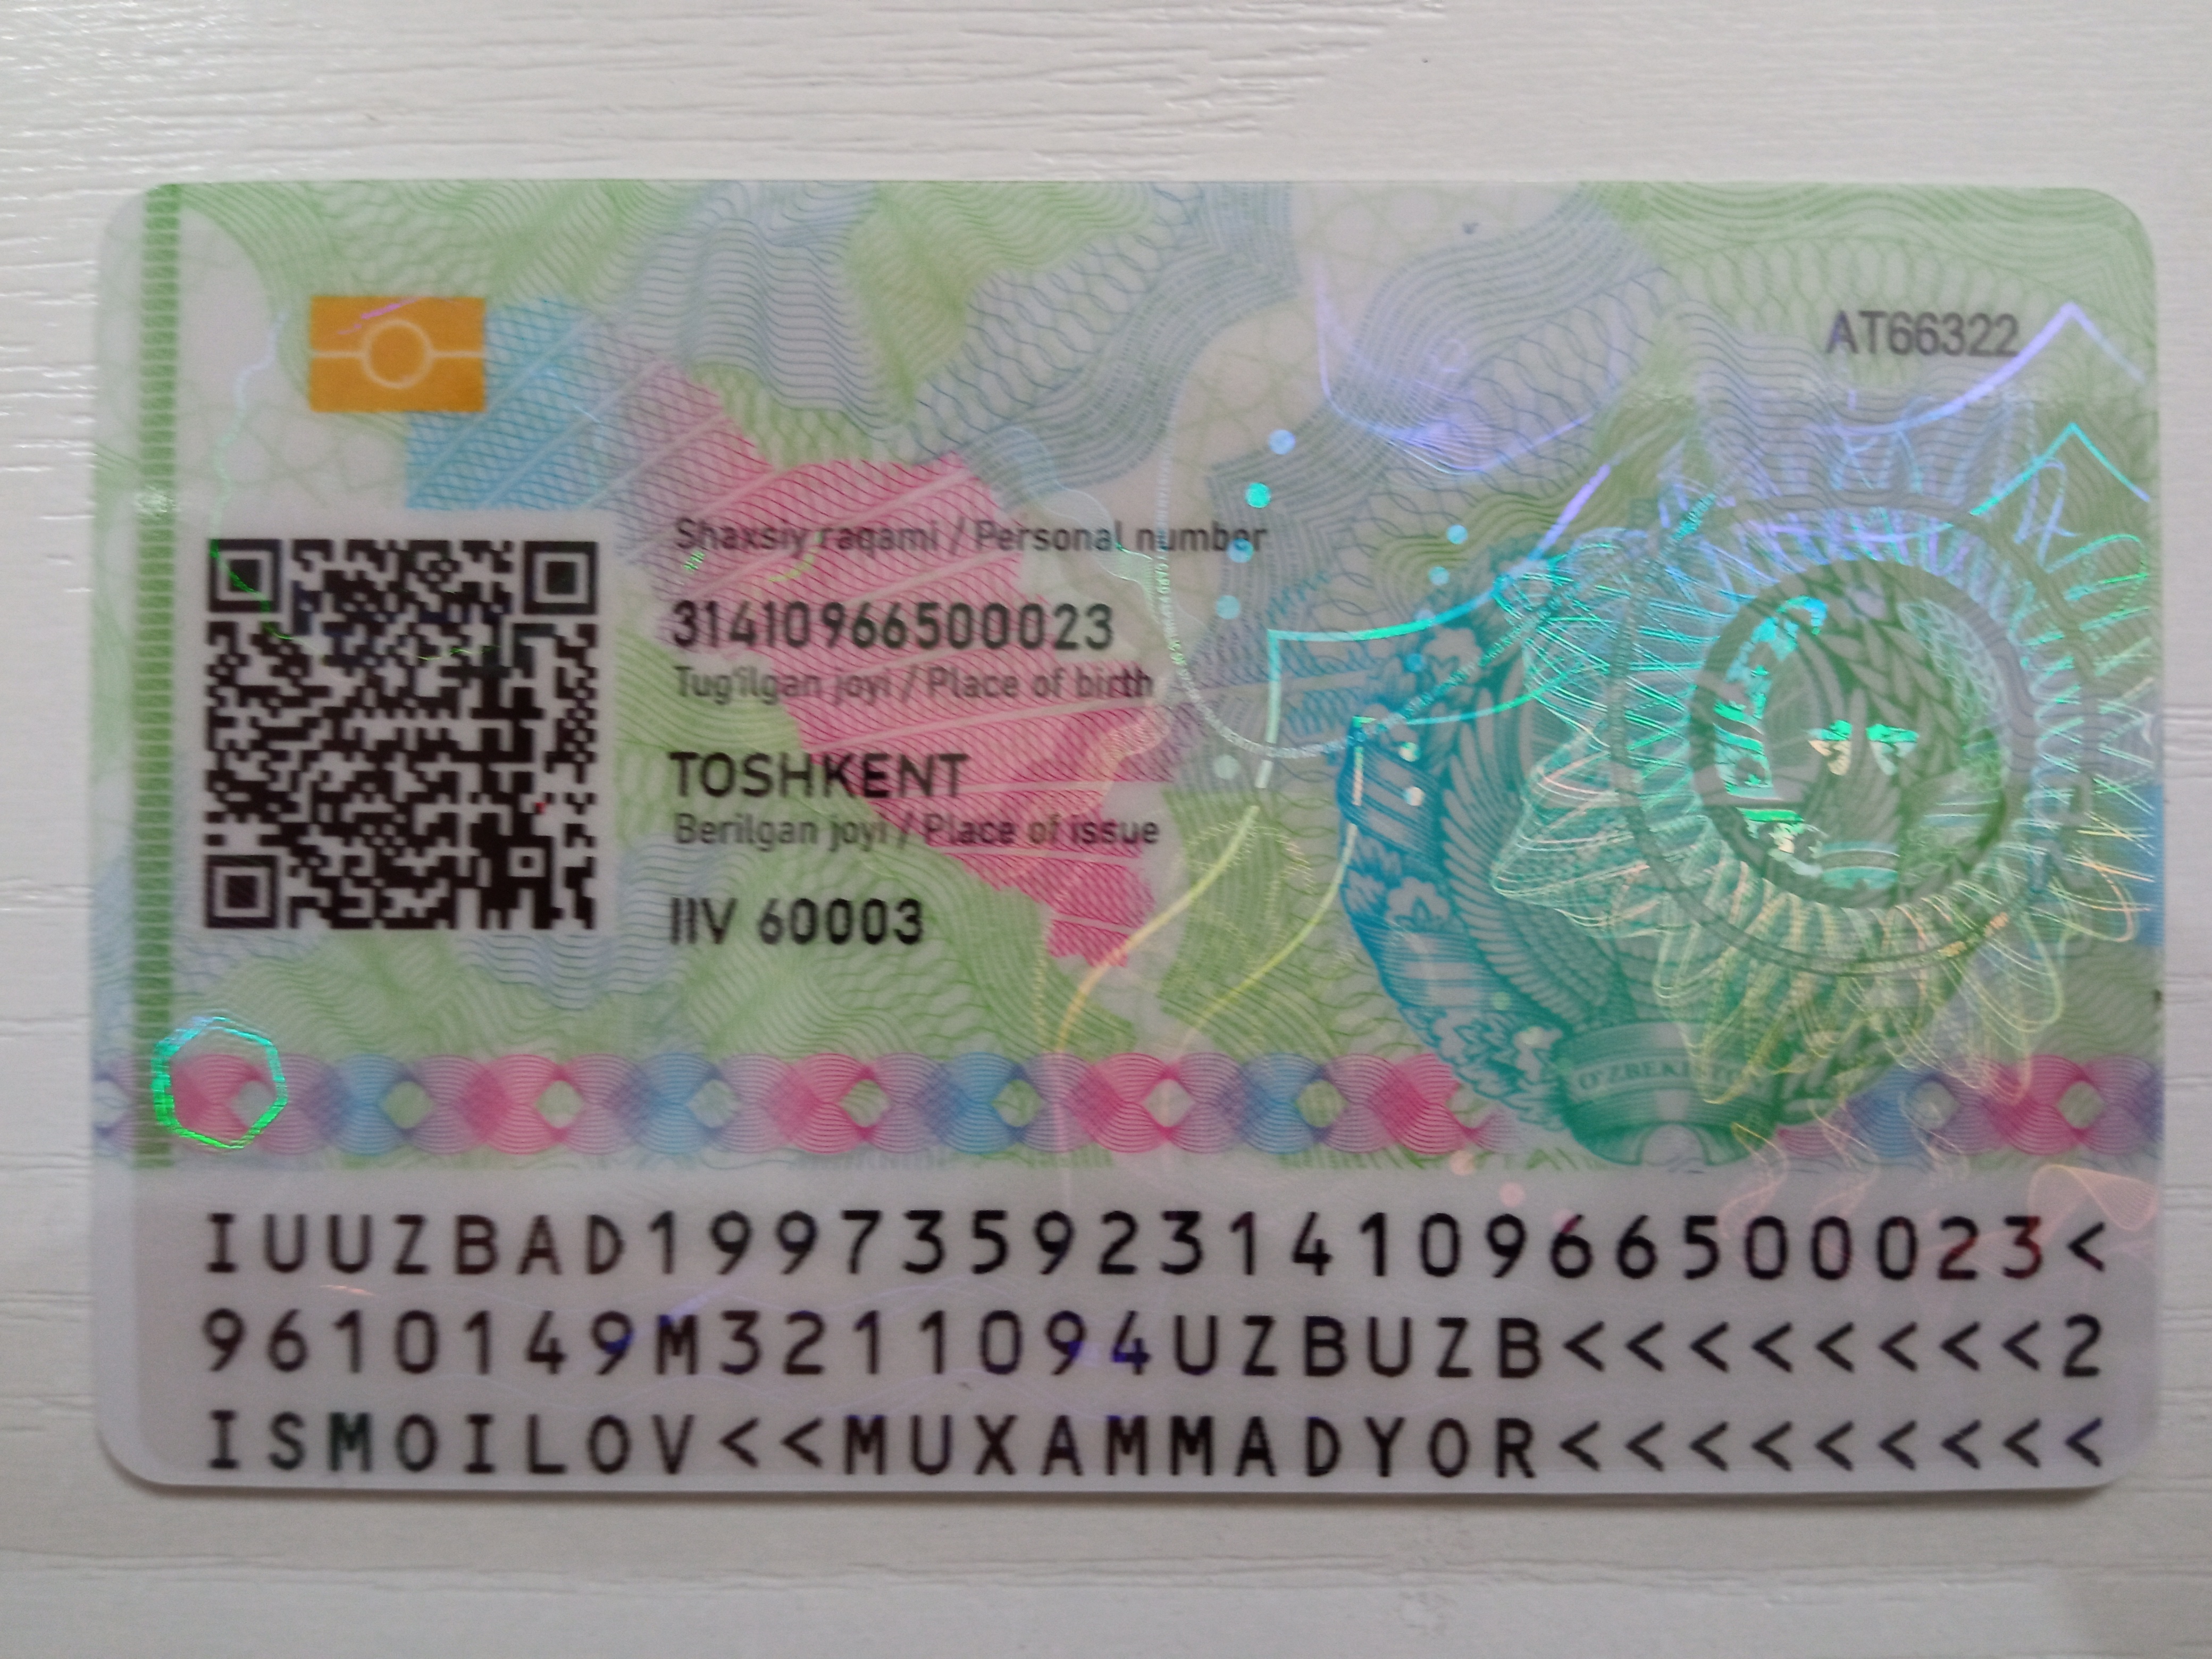 AT66322
Shaxsiy raqami / Personal number
31410966500023
Tug'ilgan joyi / Place of birth
TOSHKENT
Berilgan joyi / Place of issue
IIV 60003
O'ZBEKISTON
IUUZBAD1997359231410966500023<
9610149M3211094UZBUZB<<<<<<<<2
ISMOILOV<<MUXAMMADYOR<<<<<<<<<